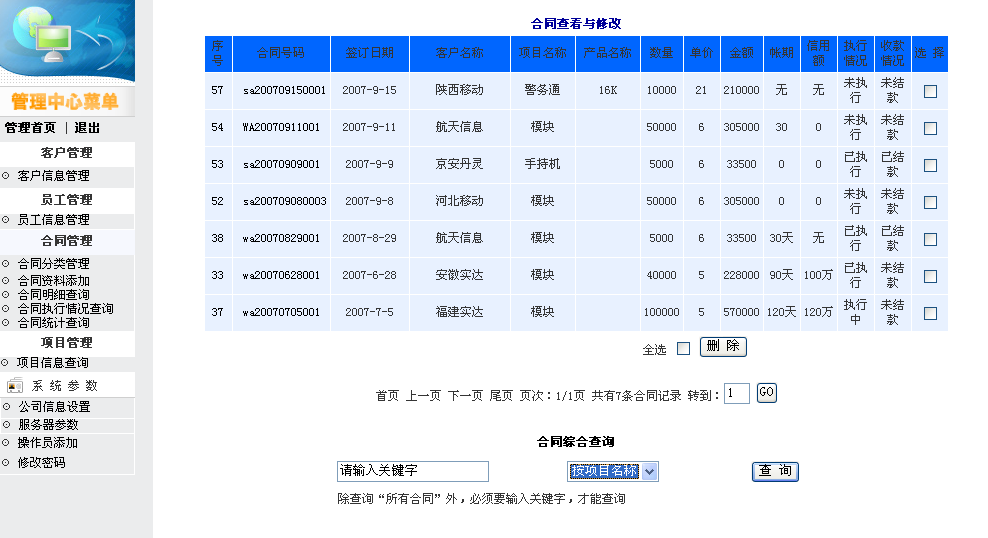 管理中心菜单
管理首页 | 退出
客户管理
客户信息管理
员工管理
员工信息管理
合同管理
合同分类管理
合同资料添加
合同明细查询
合同执行情况查询
合同统计查询
项目管理
项目信息查询
系 统 参 数
公司信息设置
服务器参数
操作员添加
修改密码
合同查看与修改
序号 合同号码 签订日期 客户名称 项目名称 产品名称 数量 单价 金额 帐期 信用额 执行情况 收款情况 选 择
57 sa200709150001 2007-9-15 陕西移动 警务通 16K 10000 21 210000 无 无 未执行 未结款
54 WA20070911001 2007-9-11 航天信息 模块 50000 6 305000 30 0 未执行 未结款
53 sa20070909001 2007-9-9 京安丹灵 手持机 5000 6 33500 0 0 已执行 已结款
52 sa200709080003 2007-9-8 河北移动 模块 50000 6 305000 0 0 未执行 未结款
38 wa20070829001 2007-8-29 航天信息 模块 5000 6 33500 30天 无 已执行 已结款
33 wa20070628001 2007-6-28 安徽实达 模块 40000 5 228000 90天 100万 已执行 未结款
37 wa20070705001 2007-7-5 福建实达 模块 100000 5 570000 120天 120万 执行中 未结款
全选 删 除
首页 上一页 下一页 尾页 页次：1/1页 共有7条合同记录 转到：1 GO
合同综合查询
请输入关键字 按项目名称 查 询
除查询“所有合同”外，必须要输入关键字，才能查询